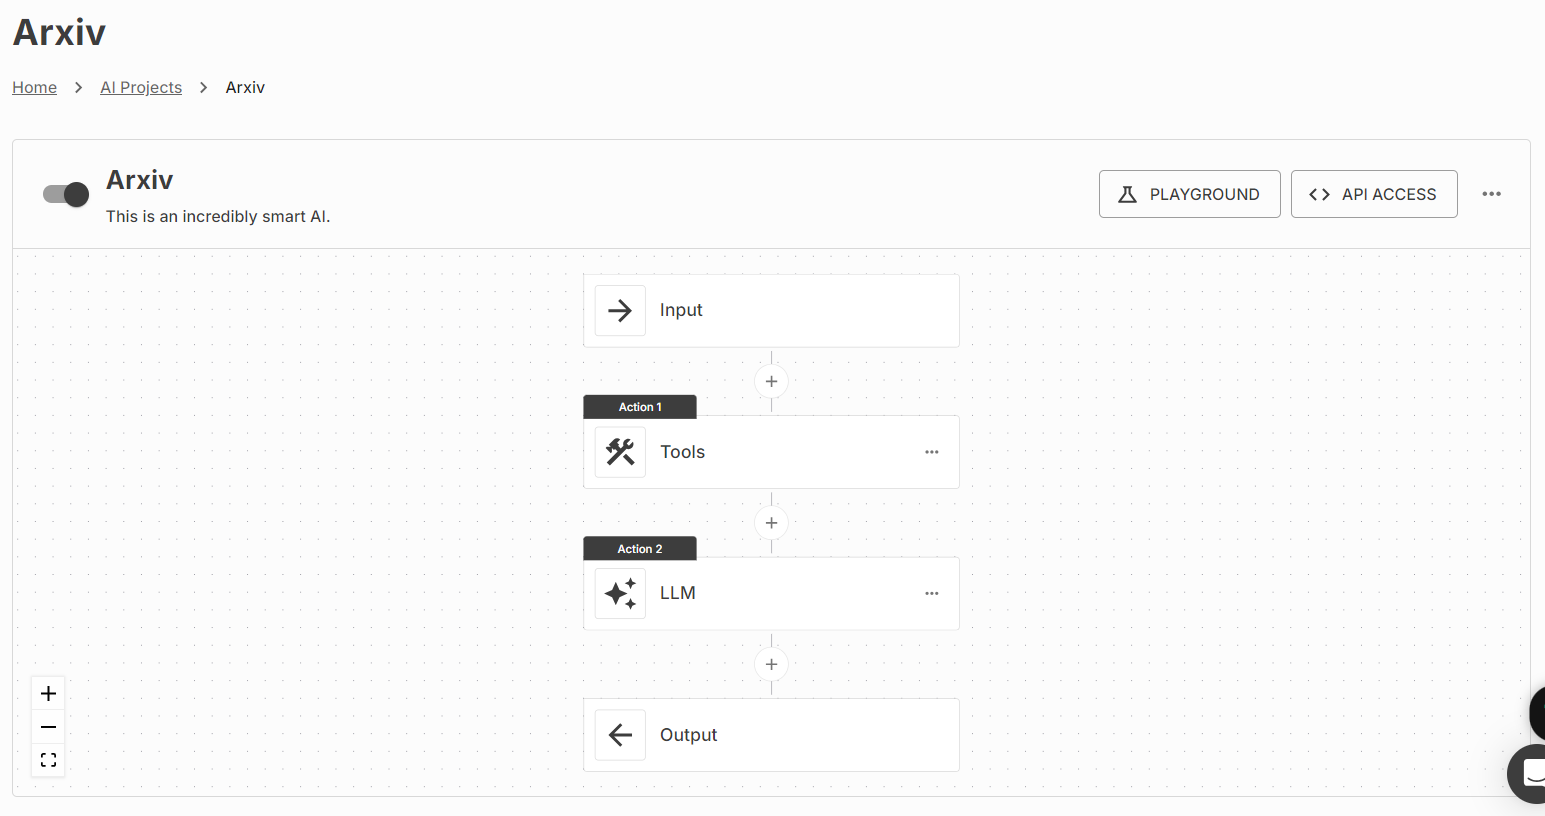 Arxiv
Home > AI Projects > Arxiv
Arxiv
This is an incredibly smart AI.
PLAYGROUND
<> API ACCESS
Input
Action 1
Tools
Action 2
LLM
Output